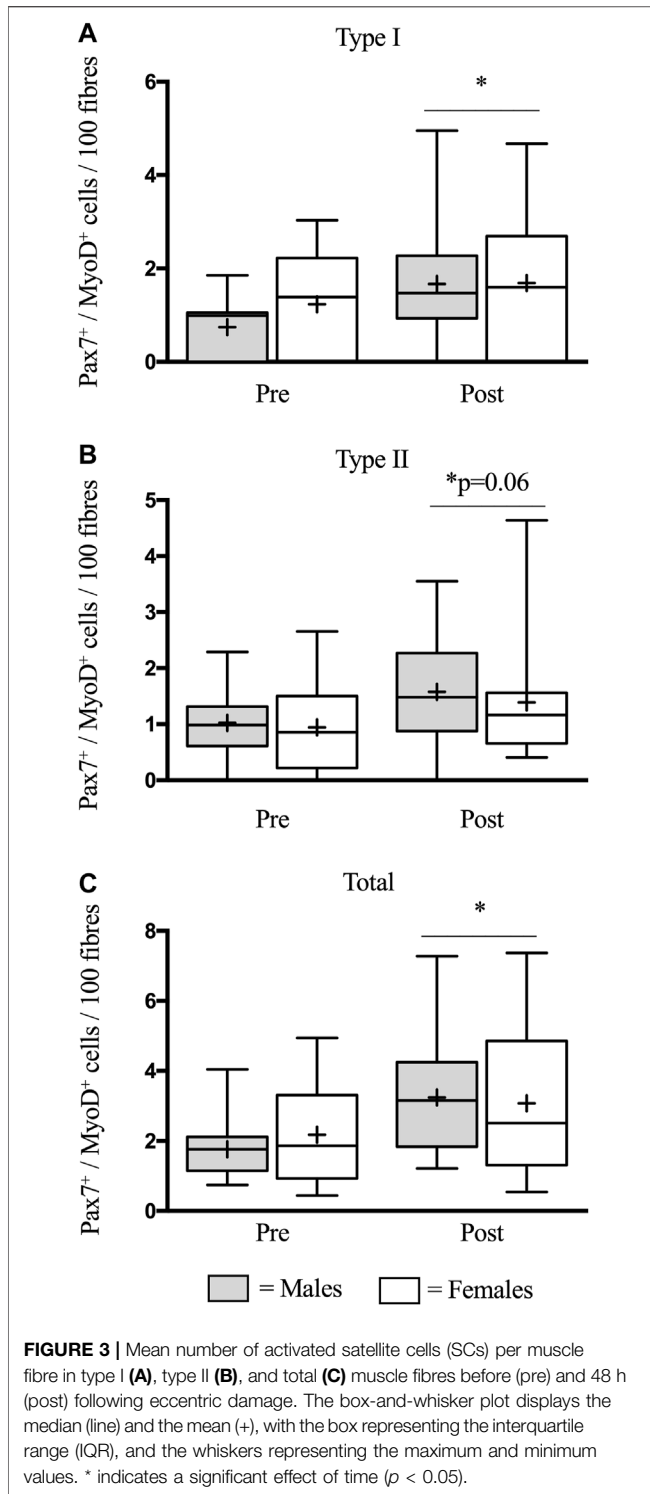 A
Type I
Pax7⁺ / MyoD⁺ cells / 100 fibres
6
4
2
0
*
Pre
Post
B
Type II
Pax7⁺ / MyoD⁺ cells / 100 fibres
5
4
3
2
1
0
*p=0.06
Pre
Post
C
Total
Pax7⁺ / MyoD⁺ cells / 100 fibres
8
6
4
2
0
*
Pre
Post
= Males = Females
FIGURE 3 | Mean number of activated satellite cells (SCs) per muscle
fibre in type I (A), type II (B), and total (C) muscle fibres before (pre) and 48 h
(post) following eccentric damage. The box-and-whisker plot displays the
median (line) and the mean (+), with the box representing the interquartile
range (IQR), and the whiskers representing the maximum and minimum
values. * indicates a significant effect of time (p < 0.05).